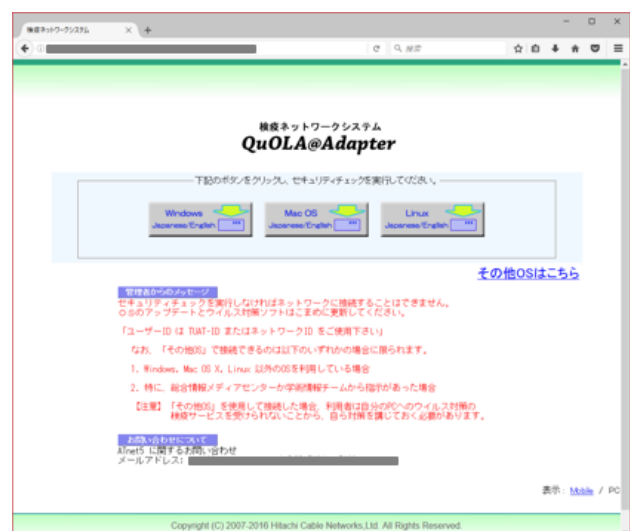 検疫ネットワークシステム
検索
検疫ネットワークシステム
QuOLA@Adapter
下記のボタンをクリックし、セキュリティチェックを実行してください。
Windows
Japanese/English
Mac OS
Japanese/English
Linux
Japanese/English
その他OSはこちら
管理者からのメッセージ
セキュリティチェックを実行しなければネットワークに接続することはできません。
OSのアップデートとウイルス対策ソフトはこまめに更新してください。
「ユーザーID は TUAT-ID またはネットワークID をご使用下さい」
なお、「その他OS」で接続できるのは以下のいずれかの場合に限られます。
1. Windows、Mac OS X、Linux 以外のOSを利用している場合
2. 特に、総合情報メディアセンターか学術情報チームから指示があった場合
【注意】「その他OS」を使用して接続した場合、利用者は自分のPCへのウイルス対策の
検疫サービスを受けられないことから、自ら対策を講じておく必要があります。
お問い合わせについて
ATnet5 に関するお問い合わせ
メールアドレス:
表示: Mobile / PC
Copyright (C) 2007-2016 Hitachi Cable Networks,Ltd. All Rights Reserved.